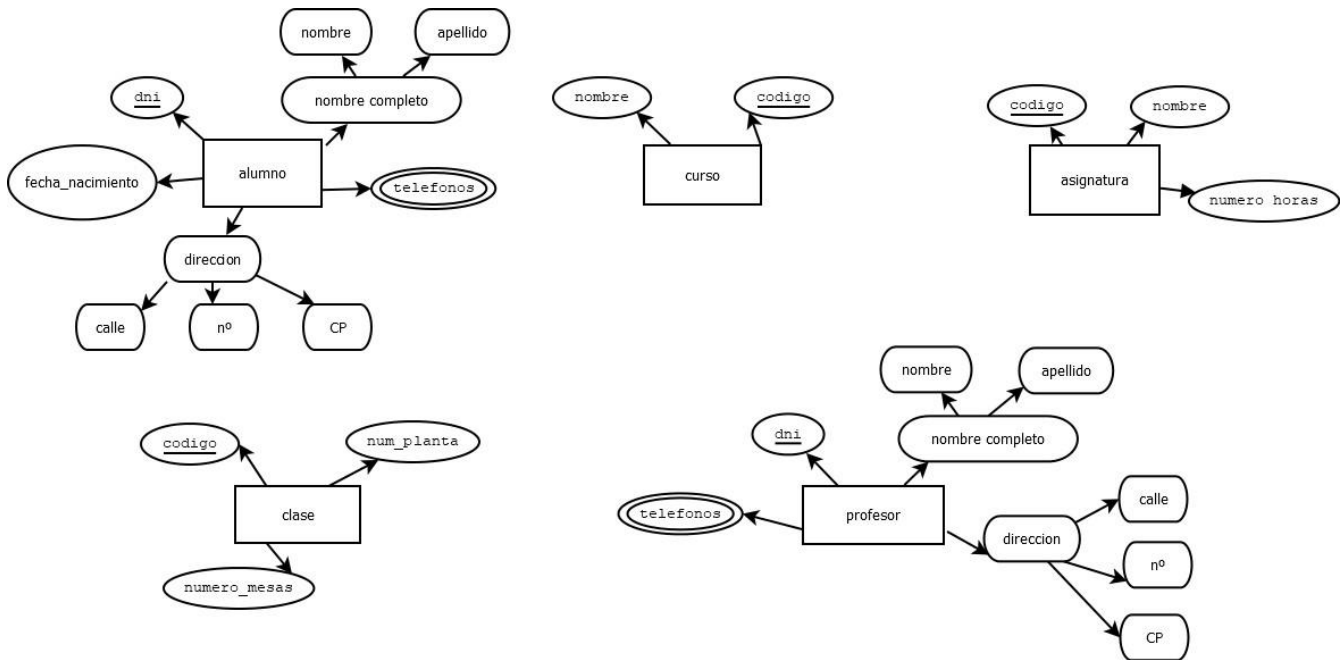 nombre
apellido
dni
nombre completo
fecha_nacimiento
alumno
telefonos
direccion
calle
nº
CP
nombre
codigo
curso
codigo
nombre
asignatura
numero horas
codigo
num_planta
clase
numero_mesas
nombre
apellido
dni
nombre completo
telefonos
profesor
direccion
calle
nº
CP